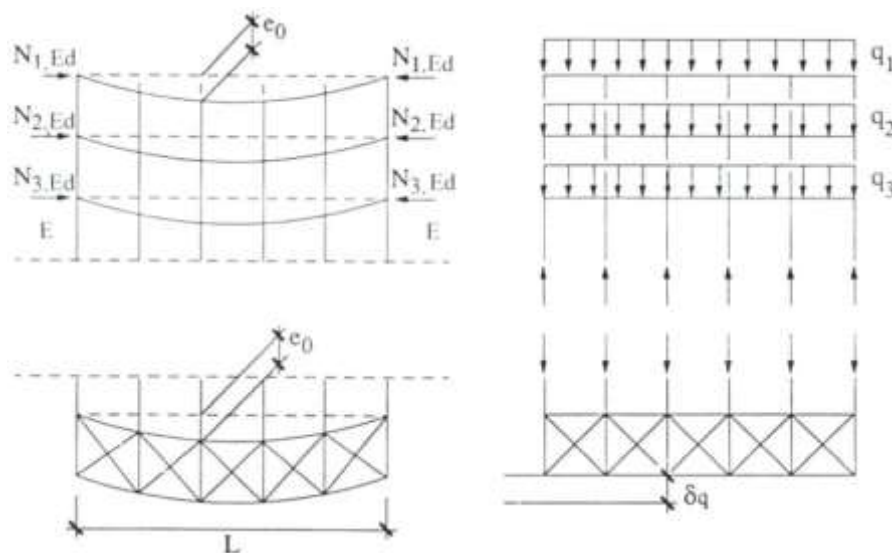 e0
N1,Ed N1,Ed
N2,Ed N2,Ed
N3,Ed N3,Ed
E E
e0
L
q1
q2
q3
δq